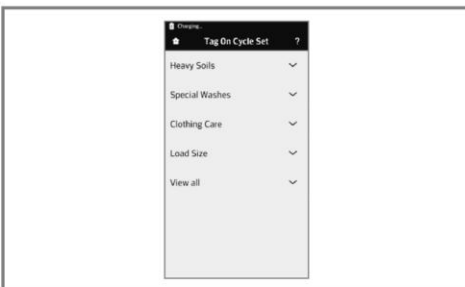 Charging..
Tag On Cycle Set ?
Heavy Soils
Special Washes
Clothing Care
Load Size
View all